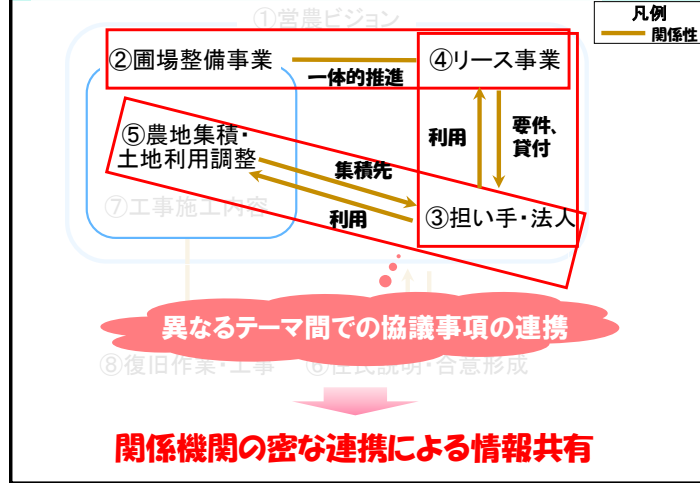 ①営農ビジョン
凡例
関係性
②圃場整備事業
一体的推進
④リース事業
⑤農地集積・
土地利用調整
利用
要件、
貸付
集積先
⑦工事施工内容
利用
③担い手・法人
異なるテーマ間での協議事項の連携
⑧復旧作業・工事
⑥住民説明・合意形成
関係機関の密な連携による情報共有